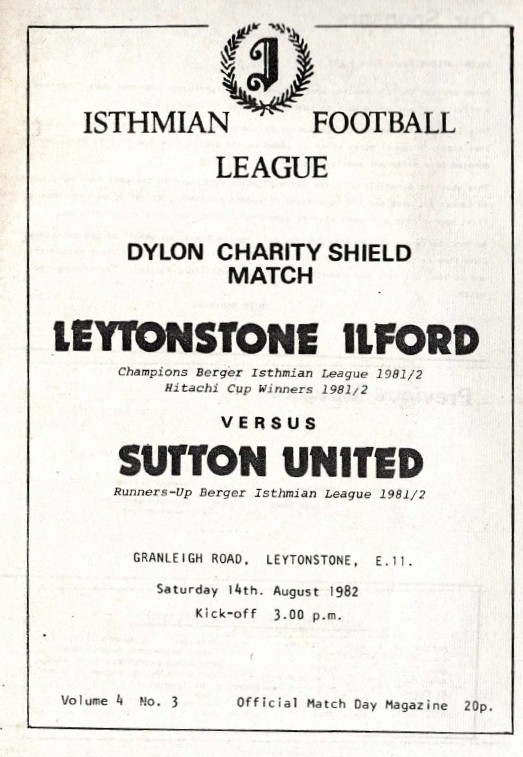 I
ISTHMIAN FOOTBALL
LEAGUE
DYLON CHARITY SHIELD
MATCH
LEYTONSTONE ILFORD
Champions Berger Isthmian League 1981/2
Hitachi Cup Winners 1981/2
VERSUS
SUTTON UNITED
Runners-Up Berger Isthmian League 1981/2
GRANLEIGH ROAD, LEYTONSTONE, E.11.
Saturday 14th. August 1982
Kick-off 3.00 p.m.
Volume 4 No. 3 Official Match Day Magazine 20p.